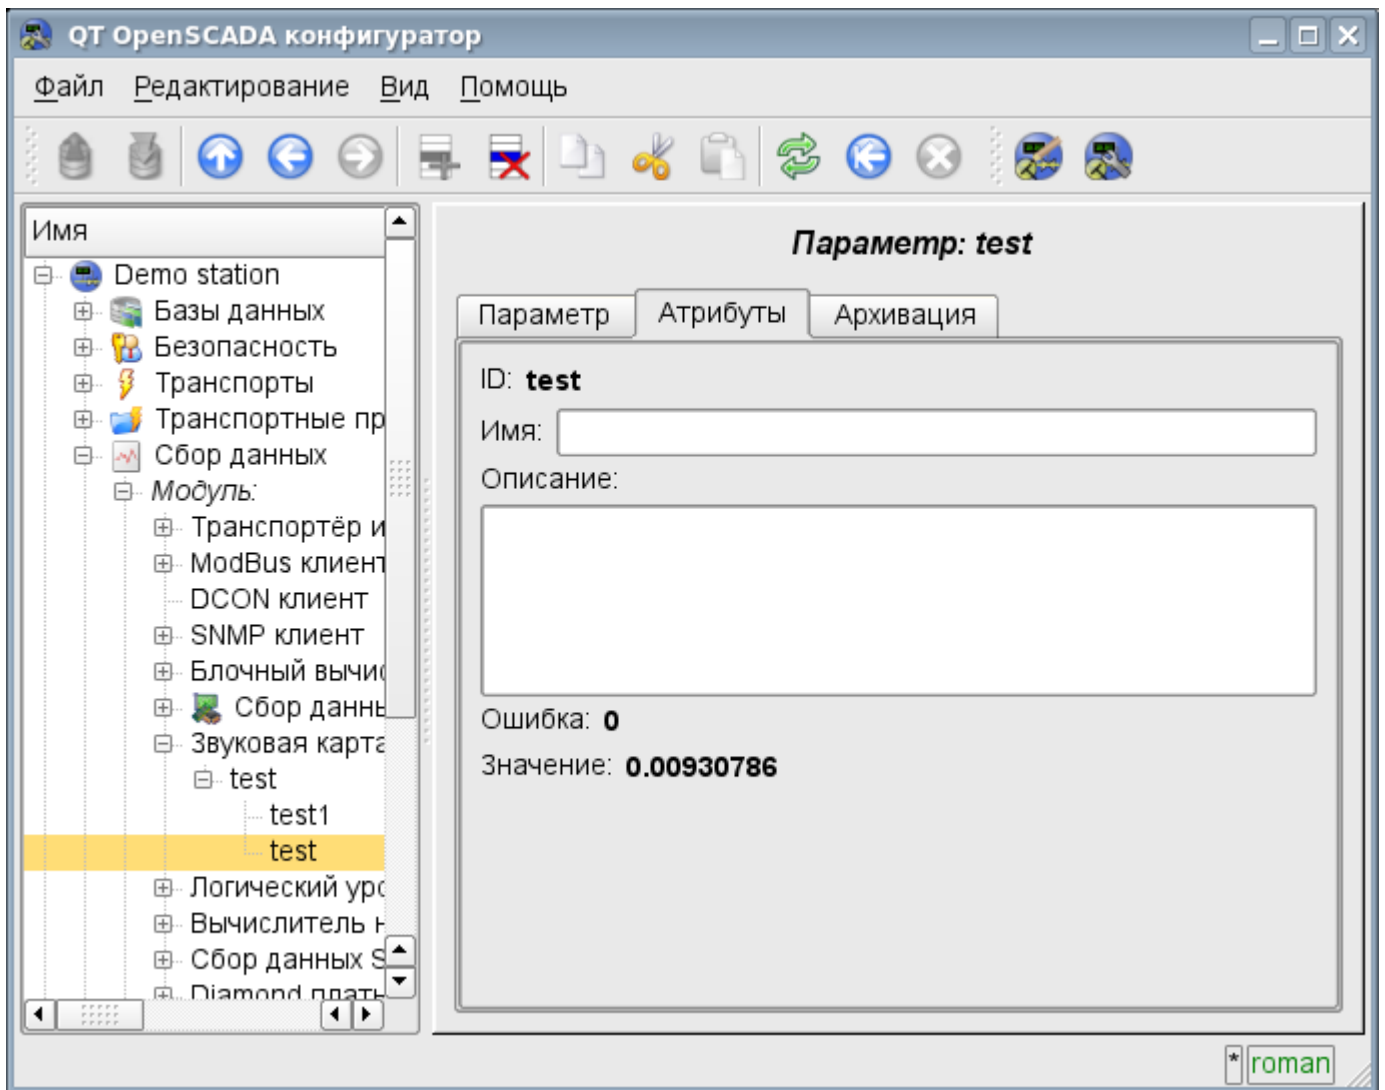 QT OpenSCADA конфигуратор
Файл Редактирование Вид Помощь
Имя
Demo station
Базы данных
Безопасность
Транспорты
Транспортные пр
Сбор данных
Модуль:
Транспортёр и
ModBus клиент
DCON клиент
SNMP клиент
Блочный вычис
Сбор данны
Звуковая карта
test
test1
test
Логический уро
Вычислитель н
Сбор данных S
Diamond плать
Параметр: test
Параметр Атрибуты Архивация
ID: test
Имя:
Описание:
Ошибка: 0
Значение: 0.00930786
* roman